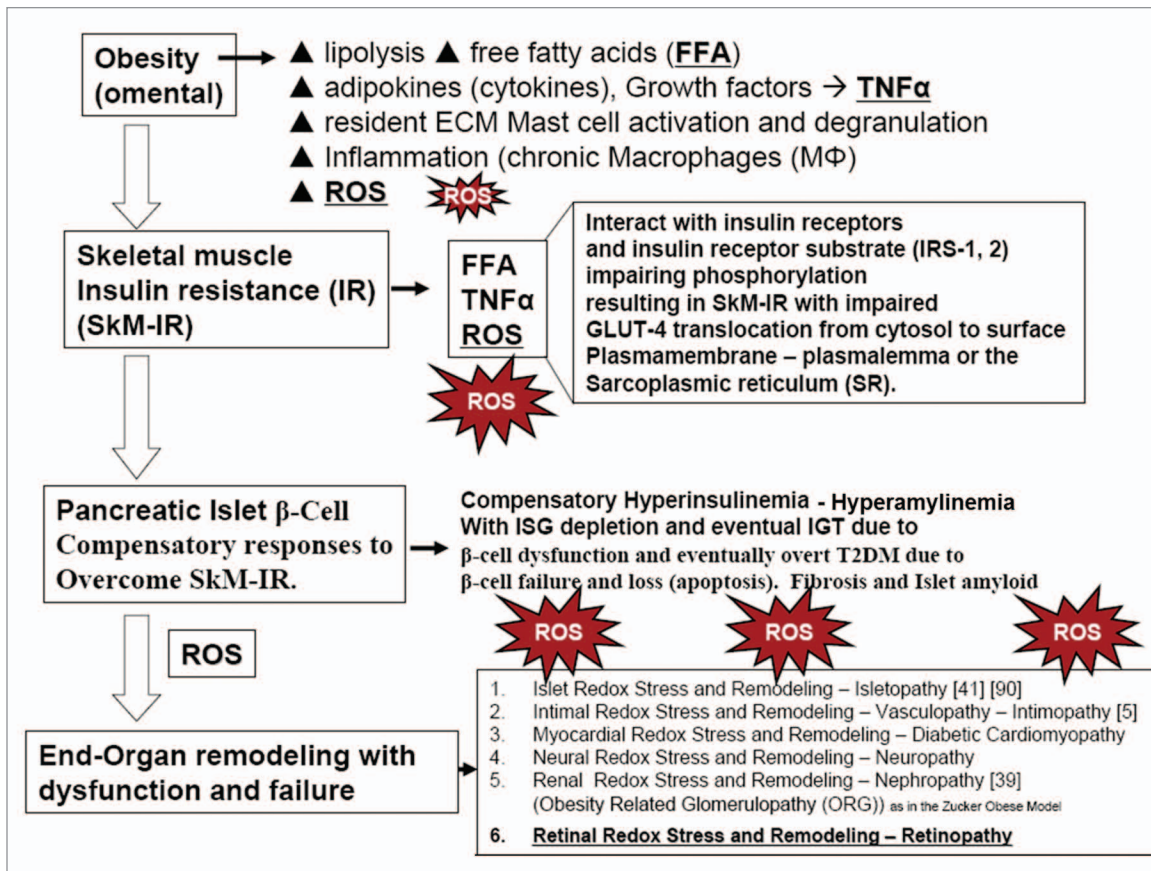 Obesity
(omental)
▲ lipolysis ▲ free fatty acids (FFA)
▲ adipokines (cytokines), Growth factors → TNFα
▲ resident ECM Mast cell activation and degranulation
▲ Inflammation (chronic Macrophages (MΦ)
▲ ROS
ROS
Skeletal muscle
Insulin resistance (IR)
(SkM-IR)
FFA
TNFα
ROS
ROS
Interact with insulin receptors
and insulin receptor substrate (IRS-1, 2)
impairing phosphorylation
resulting in SkM-IR with impaired
GLUT-4 translocation from cytosol to surface
Plasmamembrane – plasmalemma or the
Sarcoplasmic reticulum (SR).
Pancreatic Islet β-Cell
Compensatory responses to
Overcome SkM-IR.
Compensatory Hyperinsulinemia - Hyperamylinemia
With ISG depletion and eventual IGT due to
β-cell dysfunction and eventually overt T2DM due to
β-cell failure and loss (apoptosis). Fibrosis and Islet amyloid
ROS
ROS
ROS
ROS
End-Organ remodeling with
dysfunction and failure
1. Islet Redox Stress and Remodeling – Isletopathy [41] [90]
2. Intimal Redox Stress and Remodeling – Vasculopathy – Intimopathy [5]
3. Myocardial Redox Stress and Remodeling – Diabetic Cardiomyopathy
4. Neural Redox Stress and Remodeling – Neuropathy
5. Renal Redox Stress and Remodeling – Nephropathy [39]
(Obesity Related Glomerulopathy (ORG)) as in the Zucker Obese Model
6. Retinal Redox Stress and Remodeling – Retinopathy